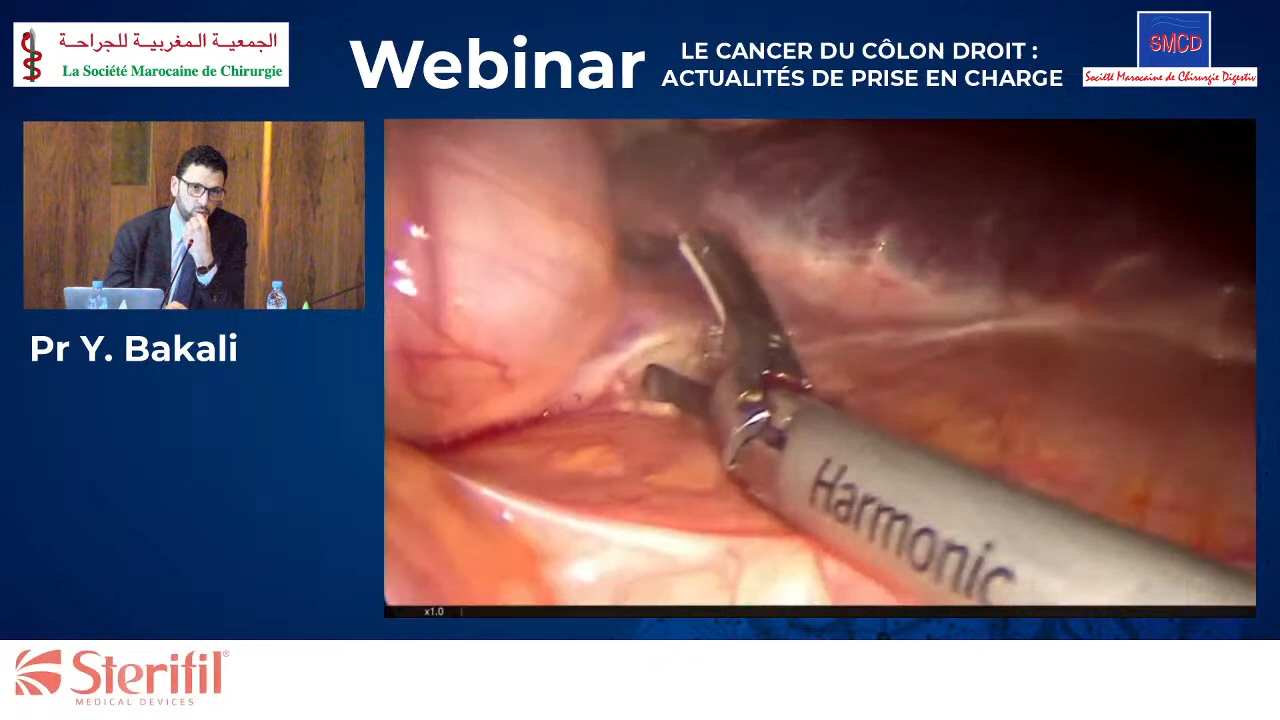 الجمعية المغربية للجراحة
La Société Marocaine de Chirurgie
Webinar
LE CANCER DU CÔLON DROIT :
ACTUALITÉS DE PRISE EN CHARGE
SMCD
Société Marocaine de Chirurgie Digestiv
Pr Y. Bakali
Harmonic
x1.0
Sterifil®
MEDICAL DEVICES